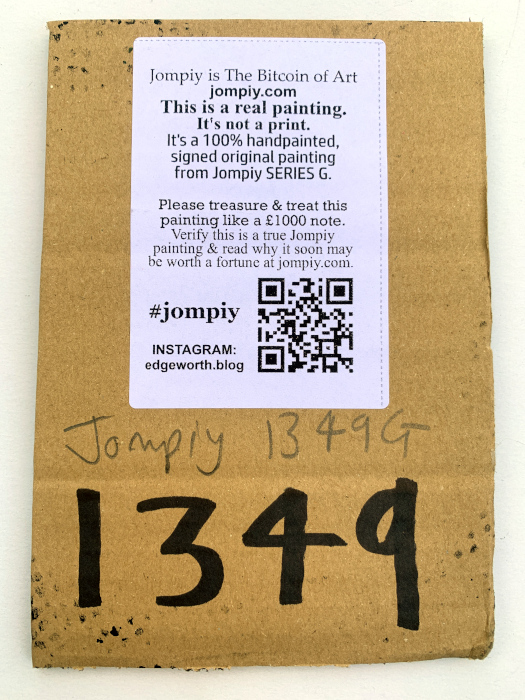 Jompiy is The Bitcoin of Art
jompiy.com
This is a real painting.
It's not a print.
It's a 100% handpainted,
signed original painting
from Jompiy SERIES G.
Please treasure & treat this
painting like a £1000 note.
Verify this is a true Jompiy
painting & read why it soon may
be worth a fortune at jompiy.com.
#jompiy
INSTAGRAM:
edgeworth.blog
Jompiy 1349G
1349